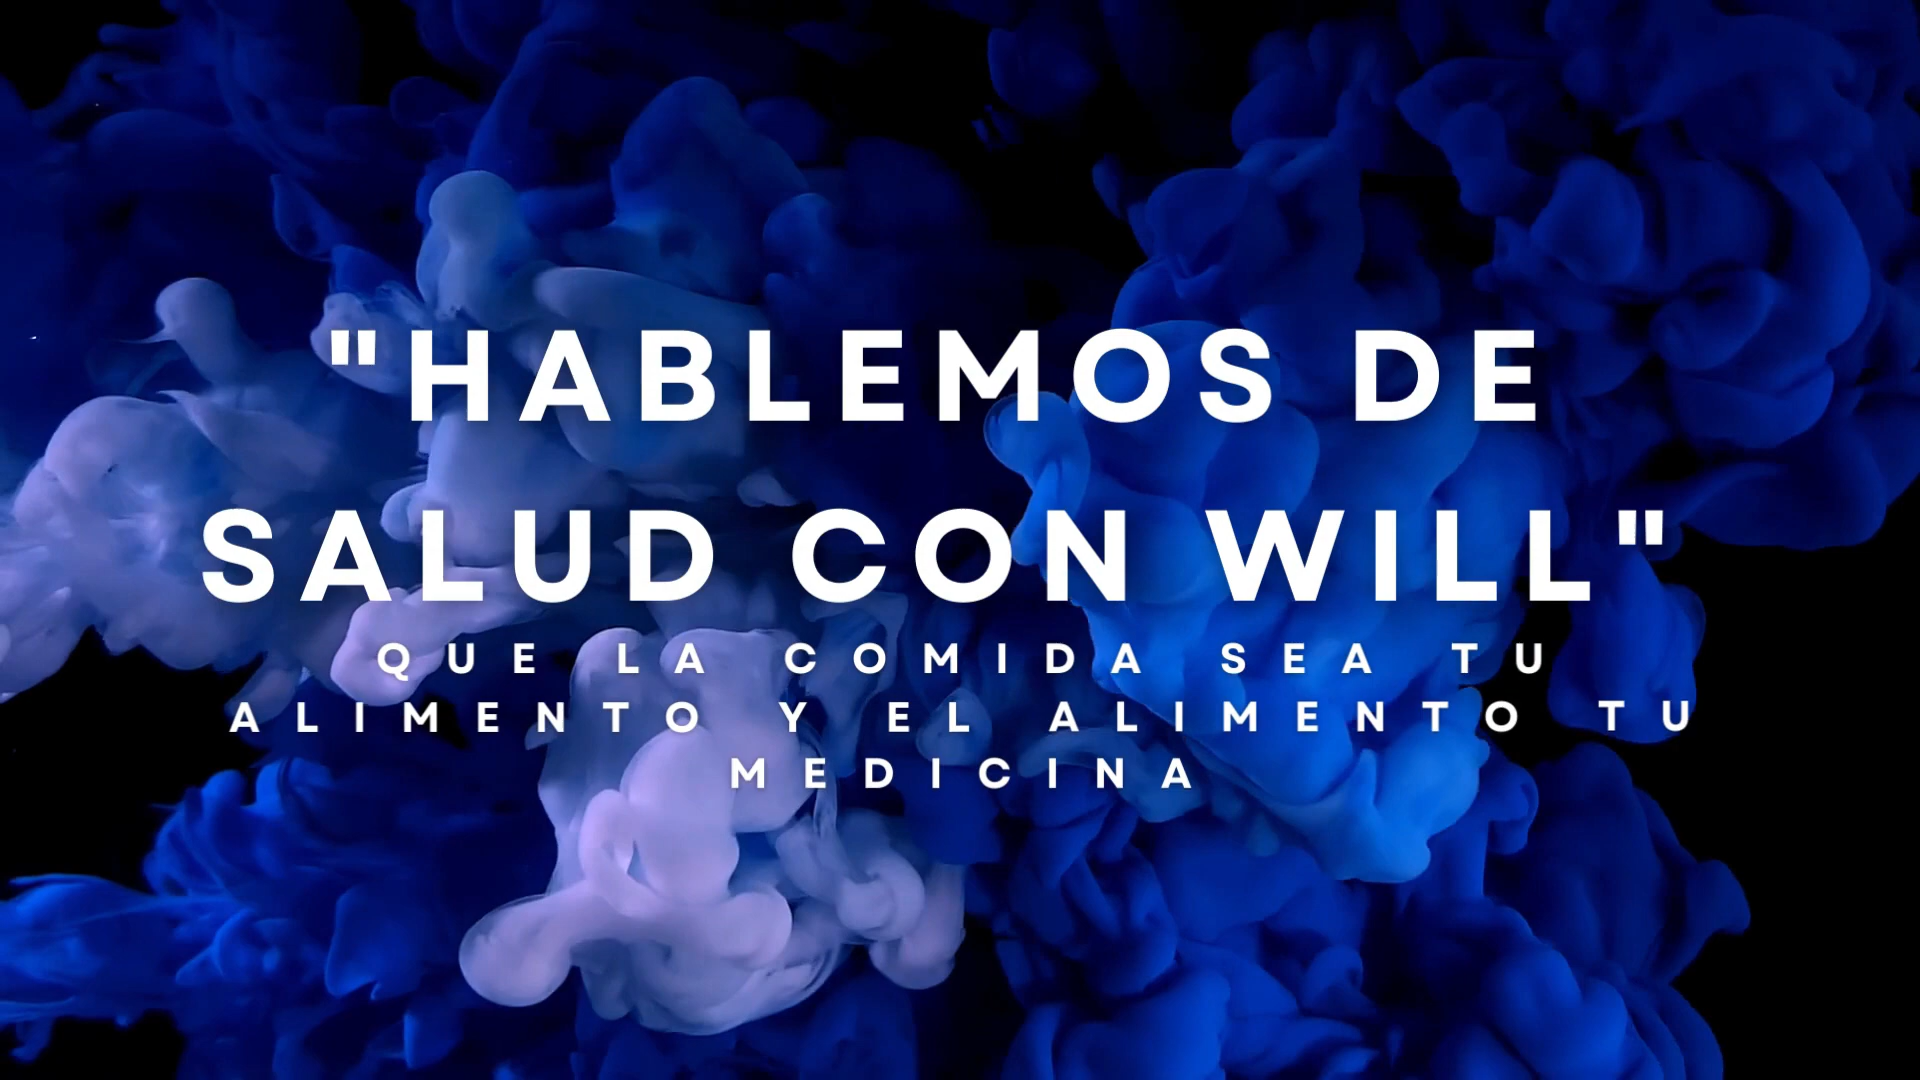 "HABLEMOS DE
SALUD CON WILL"
QUE LA COMIDA SEA TU
ALIMENTO Y EL ALIMENTO TU
MEDICINA